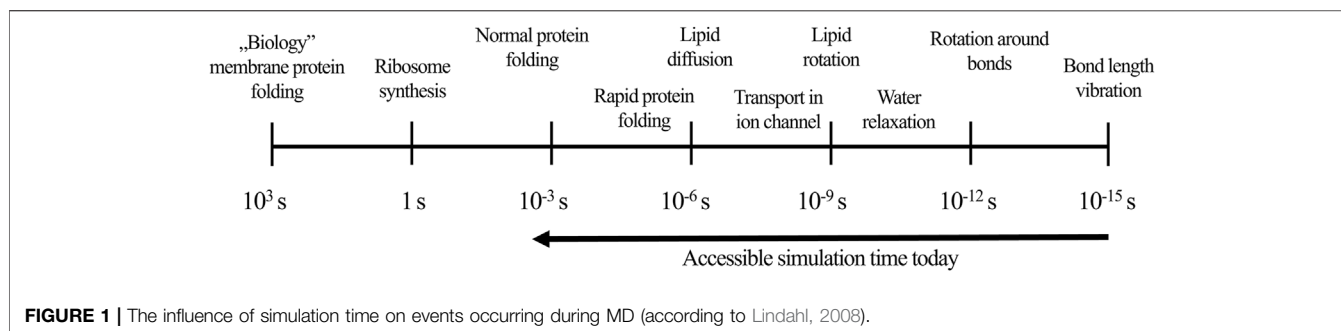 „Biology”
membrane protein
folding
Ribosome
synthesis
Normal protein
folding
Rapid protein
folding
Lipid
diffusion
Transport in
ion channel
Lipid
rotation
Water
relaxation
Rotation around
bonds
Bond length
vibration
10³ s
1 s
10⁻³ s
10⁻⁶ s
10⁻⁹ s
10⁻¹² s
10⁻¹⁵ s
Accessible simulation time today
FIGURE 1 | The influence of simulation time on events occurring during MD (according to Lindahl, 2008).